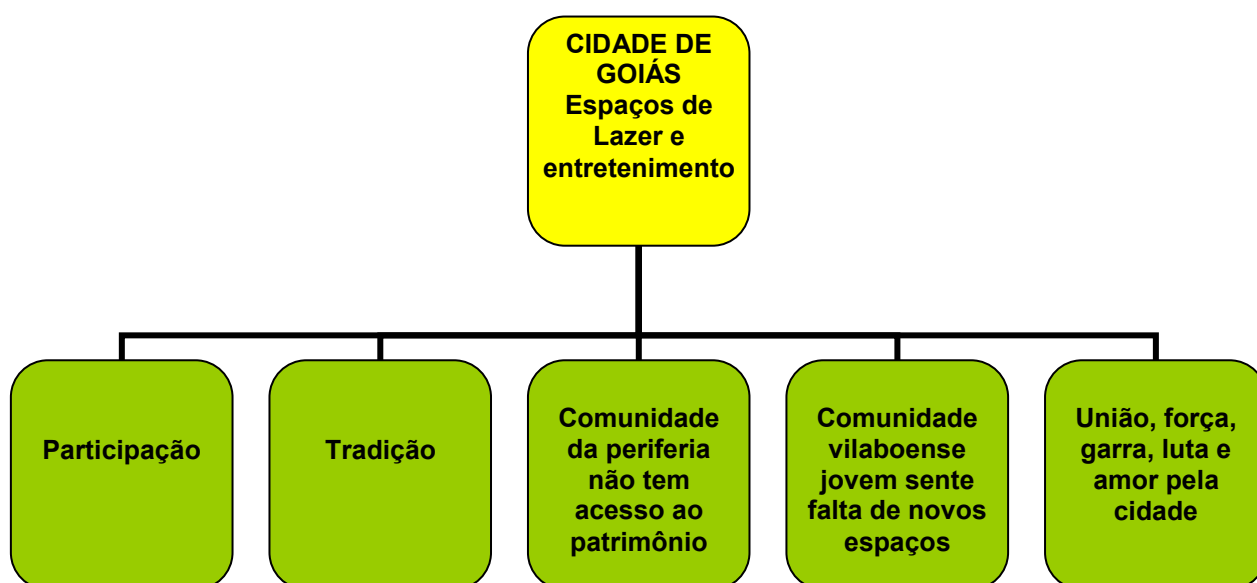 CIDADE DE
GOIÁS
Espaços de
Lazer e
entretenimento
Participação
Tradição
Comunidade
da periferia
não tem
acesso ao
patrimônio
Comunidade
vilaboense
jovem sente
falta de novos
espaços
União, força,
garra, luta e
amor pela
cidade